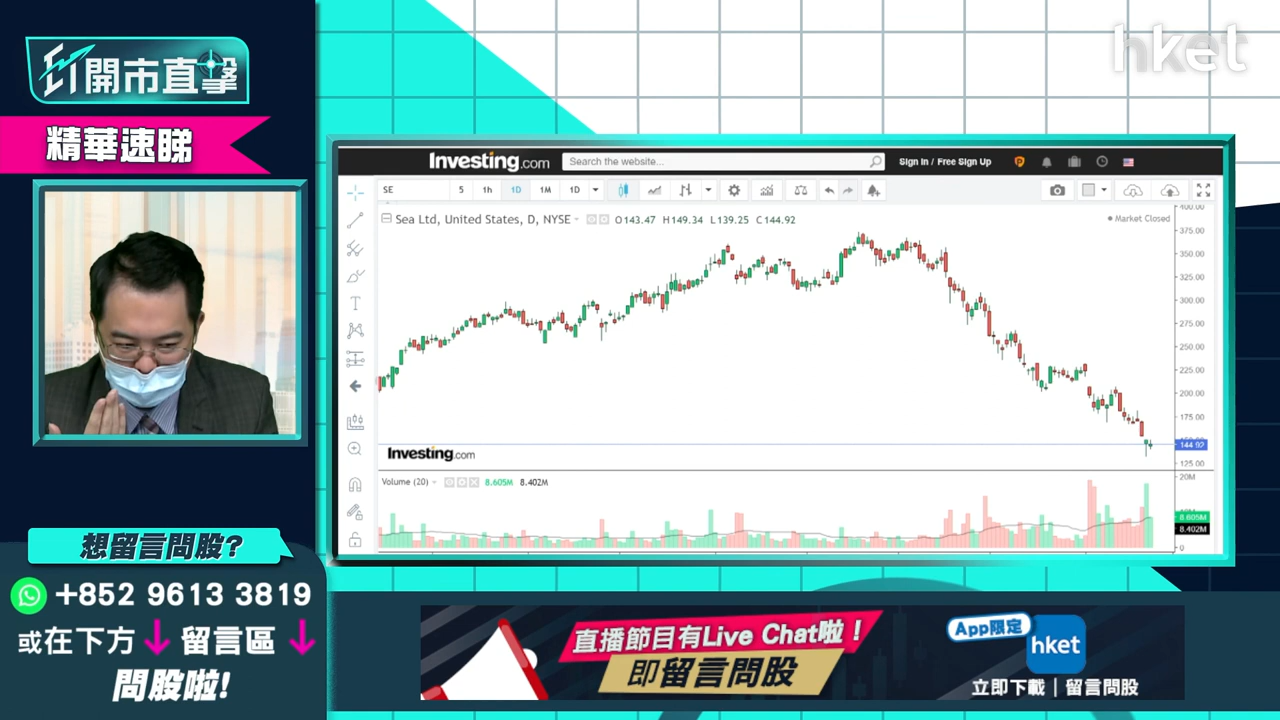 hket
ET開市直擊
精華速睇
Investing.com
Search the website...
Sign In / Free Sign Up
SE
5
1h
1D
1M
1D
Sea Ltd, United States, D, NYSE
O143.47 H149.34 L139.25 C144.92
Market Closed
400.00
375.00
350.00
325.00
300.00
275.00
250.00
225.00
200.00
175.00
144.92
125.00
Investing.com
Volume (20)
8.605M 8.402M
20M
8.605M
8.402M
0
想留言問股?
+852 9613 3819
或在下方↓留言區↓
問股啦!
直播節目有Live Chat啦!
即留言問股
App限定
hket
立即下載|留言問股